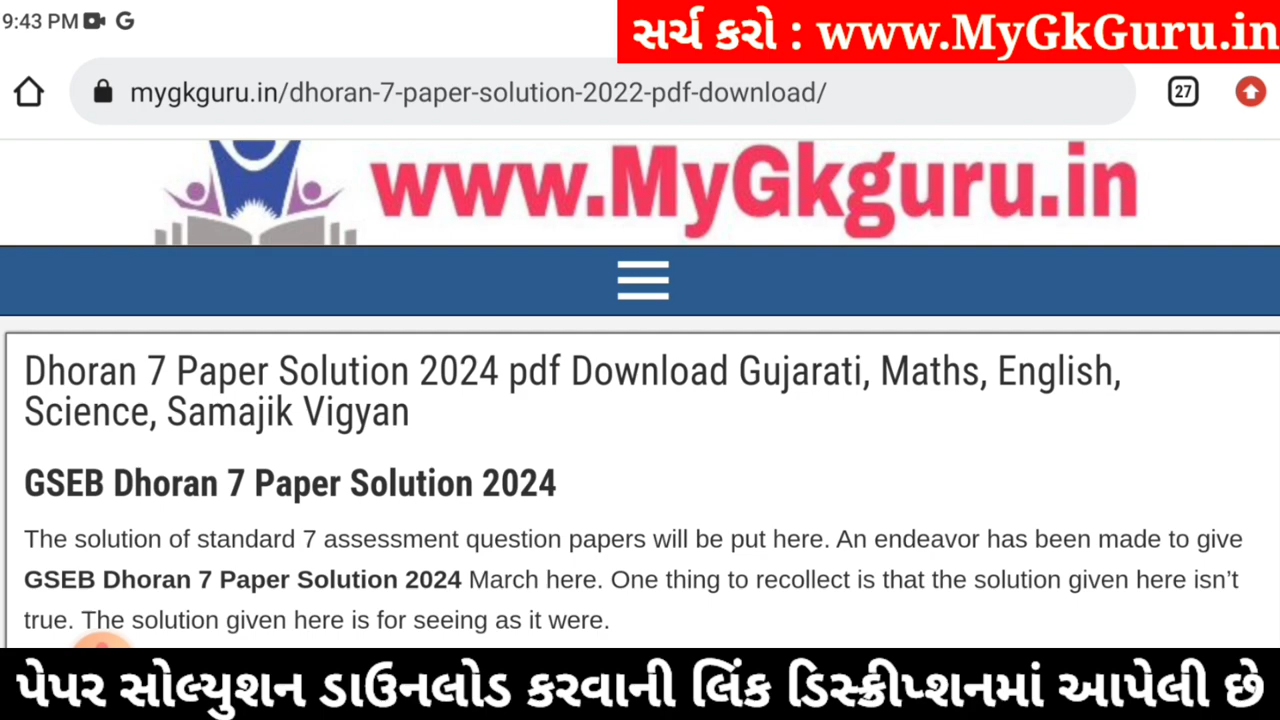 9:43 PM
સર્ચ કરો : www.MyGkGuru.in
mygkguru.in/dhoran-7-paper-solution-2022-pdf-download/
27
www.MyGkguru.in
Dhoran 7 Paper Solution 2024 pdf Download Gujarati, Maths, English,
Science, Samajik Vigyan
GSEB Dhoran 7 Paper Solution 2024
The solution of standard 7 assessment question papers will be put here. An endeavor has been made to give
GSEB Dhoran 7 Paper Solution 2024 March here. One thing to recollect is that the solution given here isn’t
true. The solution given here is for seeing as it were.
પેપર સોલ્યુશન ડાઉનલોડ કરવાની લિંક ડિસ્ક્રીપ્શનમાં આપેલી છે